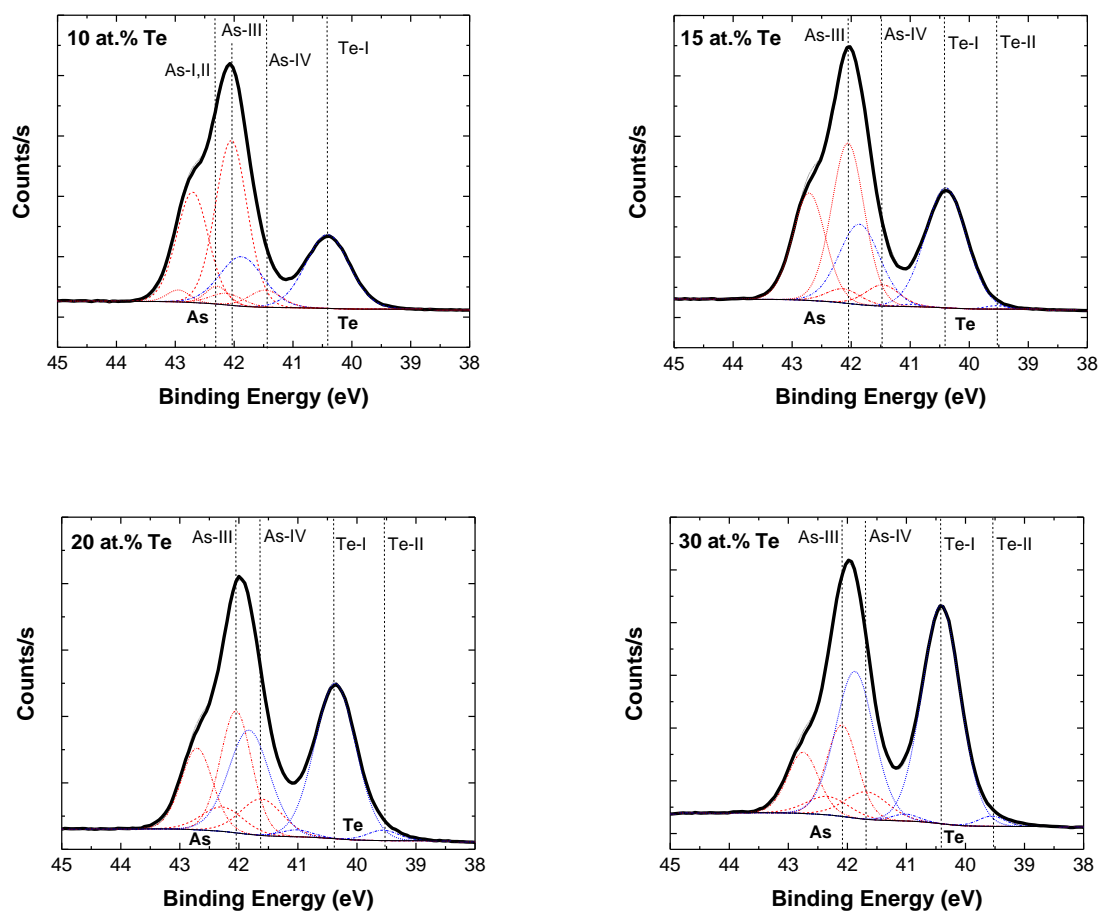 10 at.% Te
As-III
As-I,II
As-IV
Te-I
As
Te
Counts/s
45 44 43 42 41 40 39 38
Binding Energy (eV)
15 at.% Te
As-III
As-IV
Te-I
Te-II
As
Te
Counts/s
45 44 43 42 41 40 39 38
Binding Energy (eV)
20 at.% Te
As-III
As-IV
Te-I
Te-II
As
Te
Counts/s
45 44 43 42 41 40 39 38
Binding Energy (eV)
30 at.% Te
As-III
As-IV
Te-I
Te-II
As
Te
Counts/s
45 44 43 42 41 40 39 38
Binding Energy (eV)